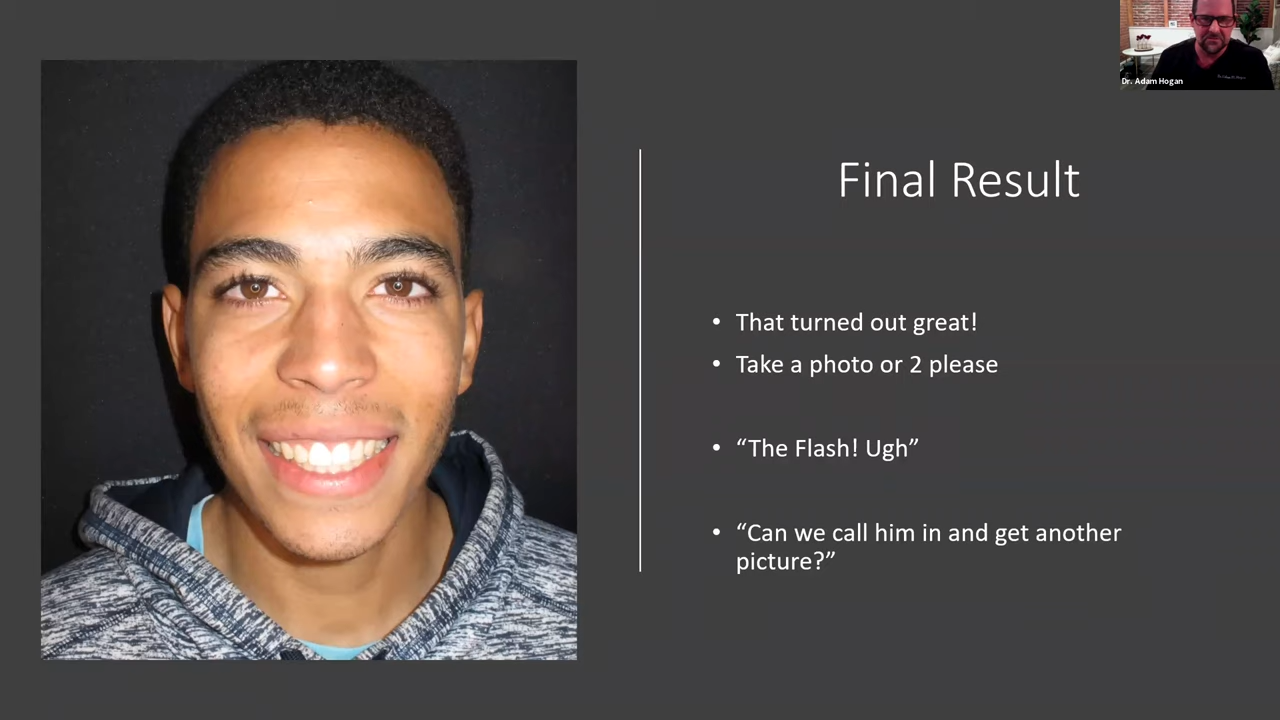 Dr. Adam Hogan
Final Result
• That turned out great!
• Take a photo or 2 please
• “The Flash! Ugh”
• “Can we call him in and get another
picture?”